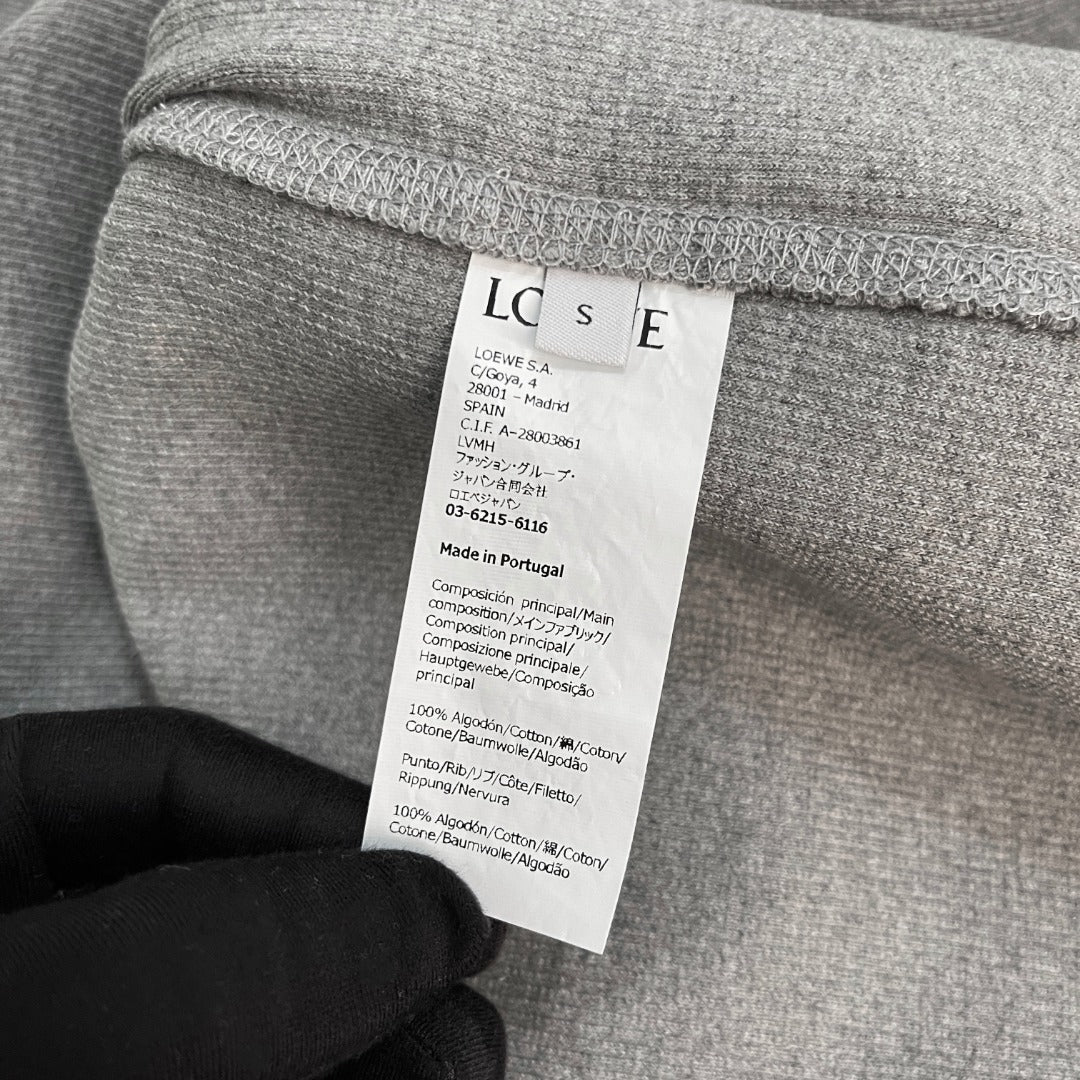 LO E
S
LOEWE S.A.
C/Goya, 4
28001 – Madrid
SPAIN
C.I.F. A-28003861
LVMH
ファッション・グループ・
ジャパン合同会社
ロエベジャパン
03-6215-6116
Made in Portugal
Composición principal/Main
composition/メインファブリック/
Composition principal/
Composizione principale/
Hauptgewebe/Composição
principal
100% Algodón/Cotton/綿/Coton/
Cotone/Baumwolle/Algodão
Punto/Rib/リブ/Côte/Filetto/
Rippung/Nervura
100% Algodón/Cotton/綿/Coton/
Cotone/Baumwolle/Algodão